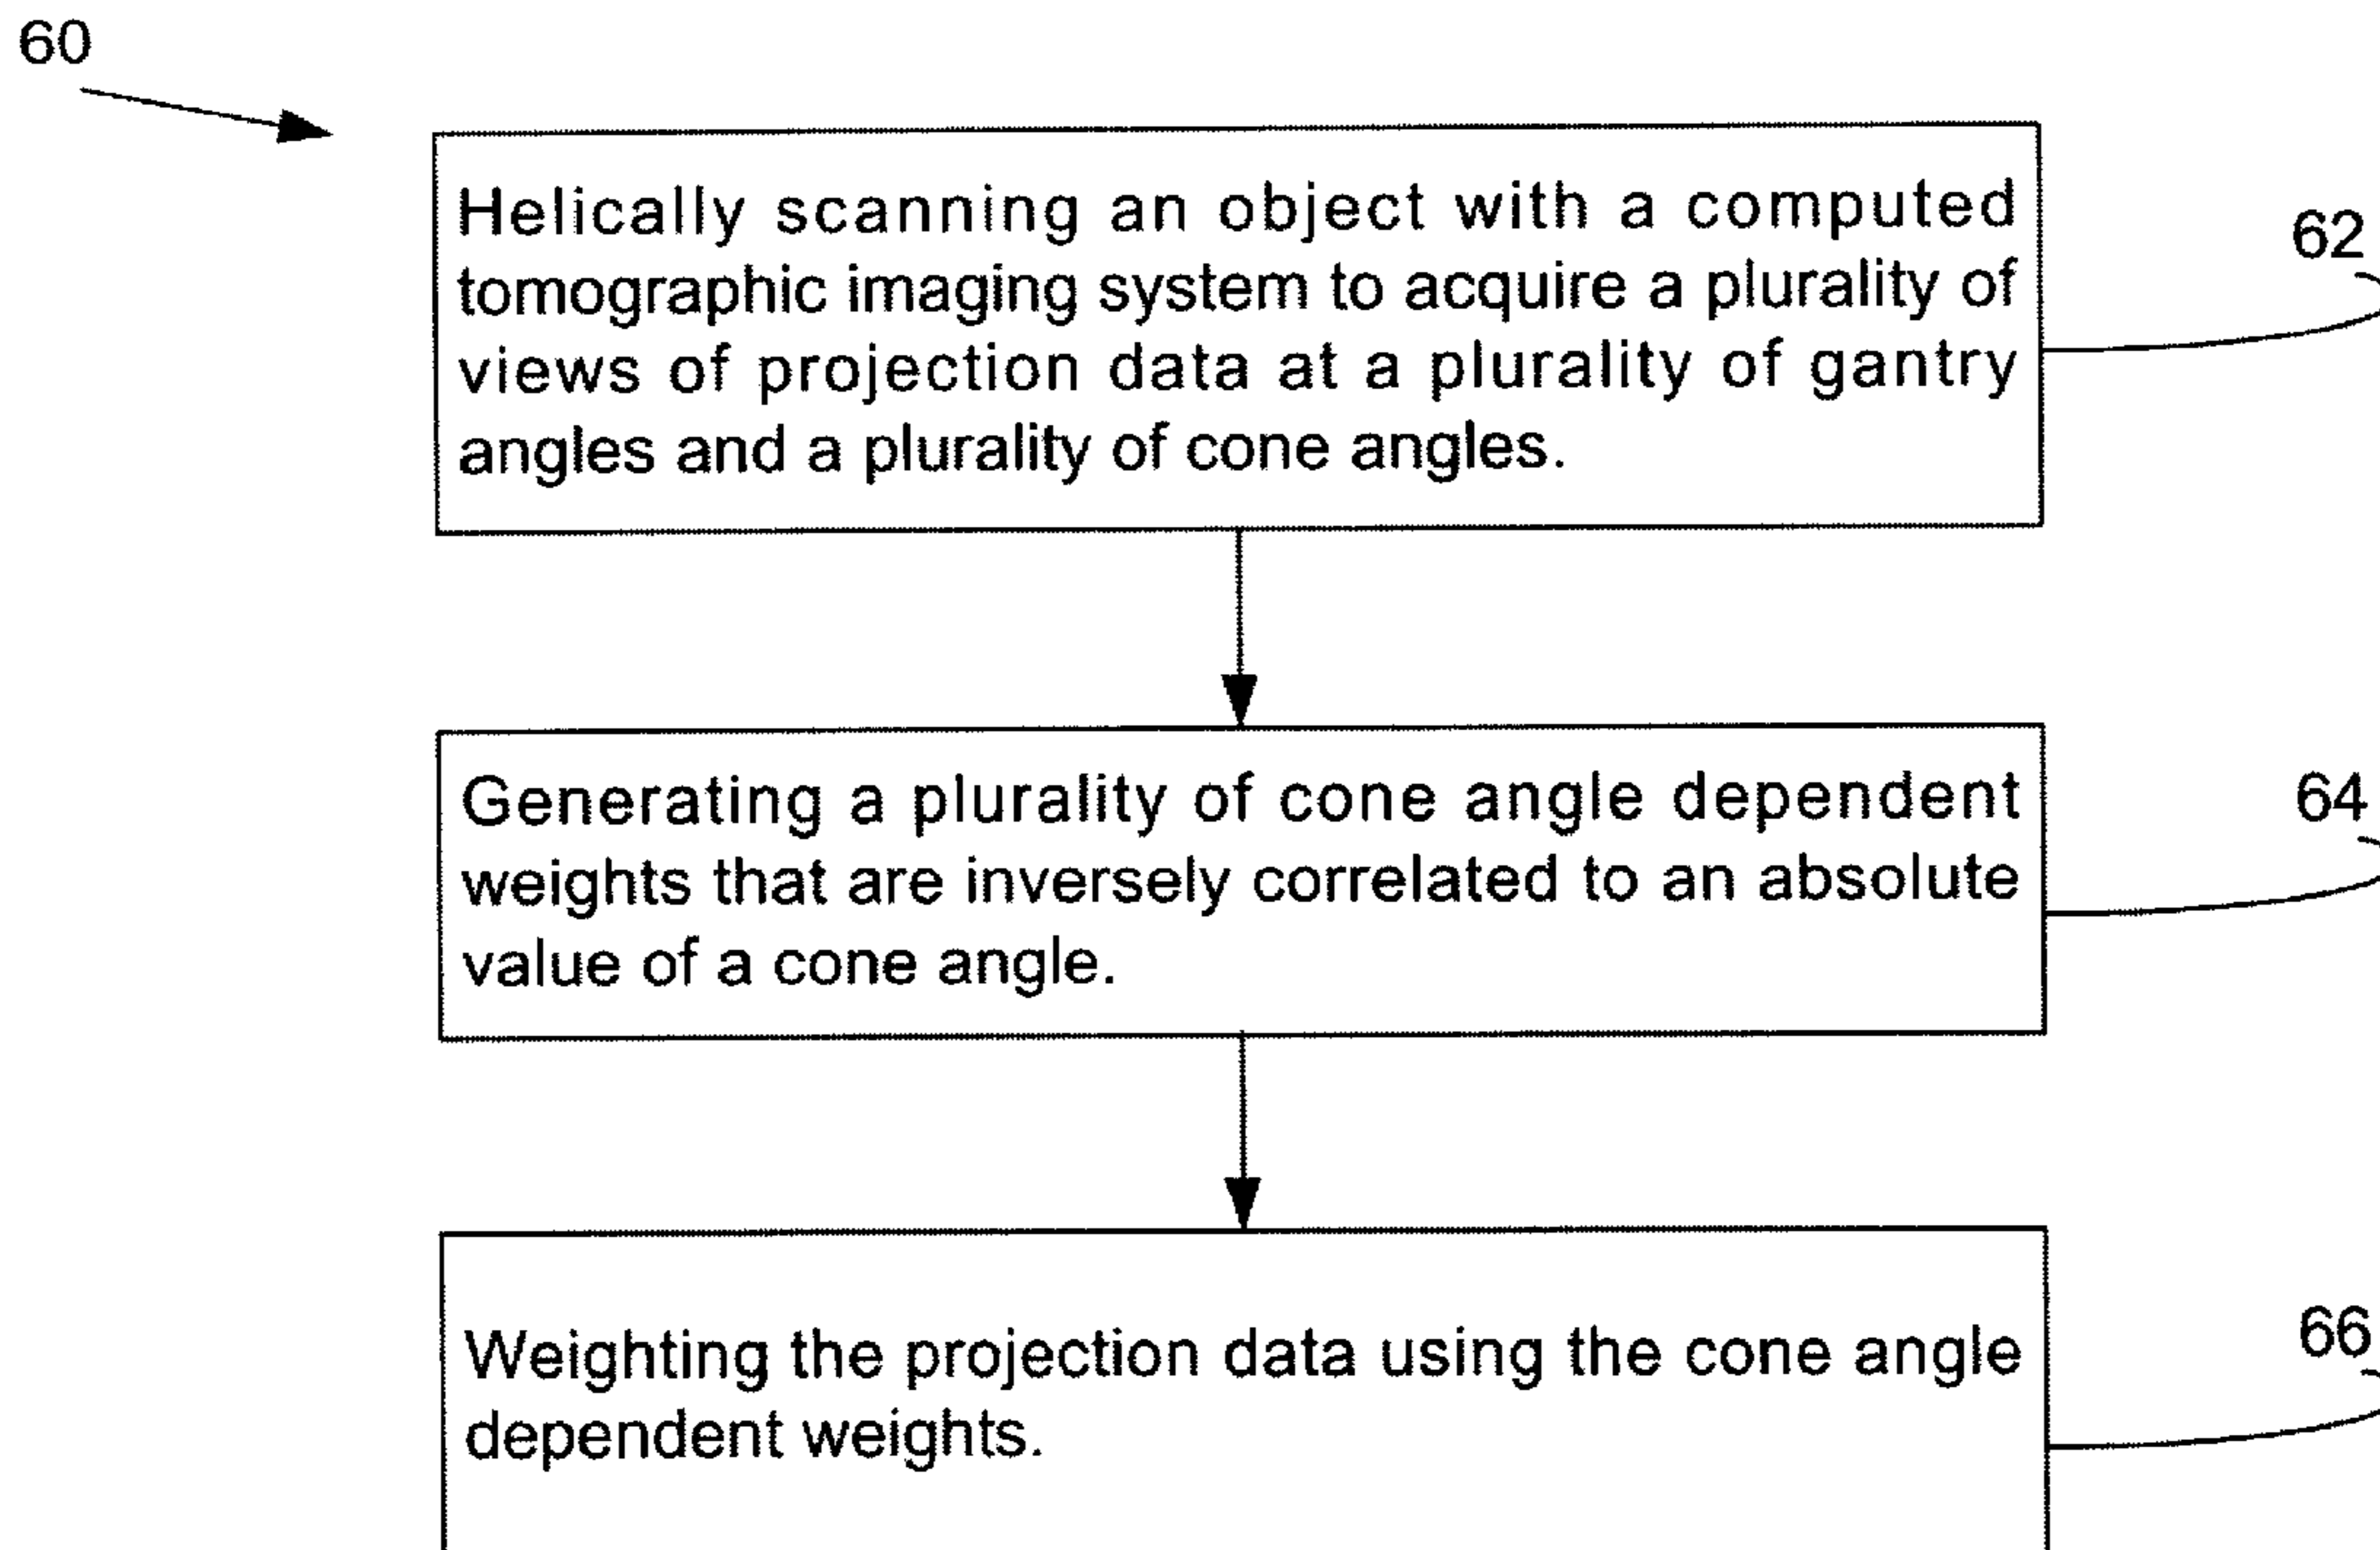 60
Helically scanning an object with a computed
tomographic imaging system to acquire a plurality of
views of projection data at a plurality of gantry
angles and a plurality of cone angles.
62
Generating a plurality of cone angle dependent
weights that are inversely correlated to an absolute
value of a cone angle.
64
Weighting the projection data using the cone angle
dependent weights.
66